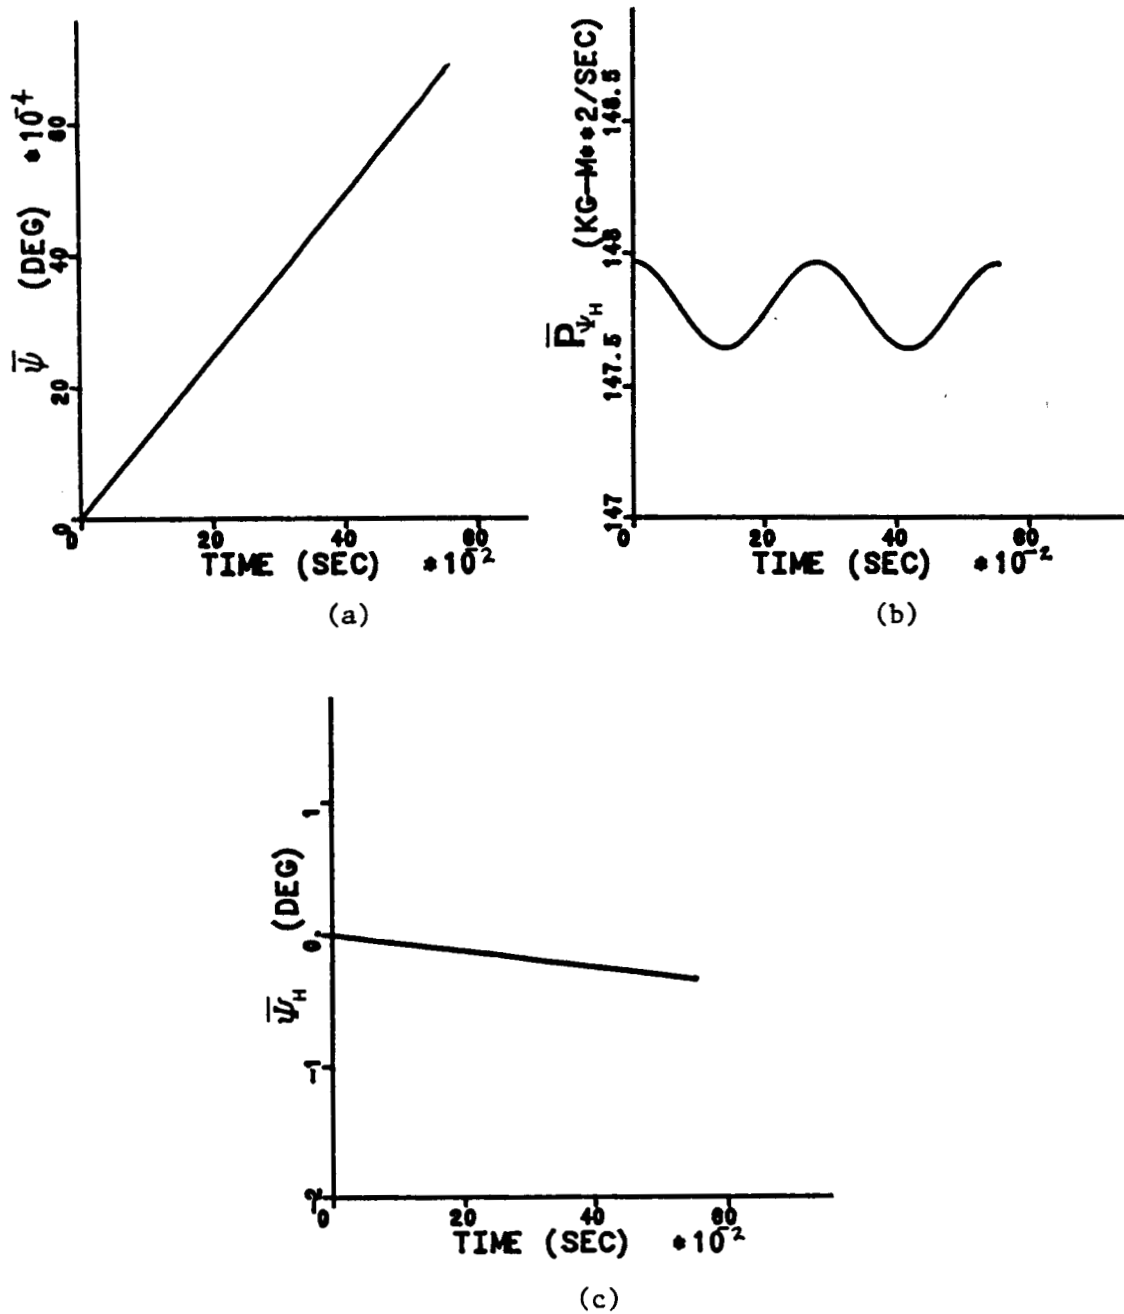 ψ̅ (DEG) *10⁻⁴
60
40
20
0
0 20 40 60
TIME (SEC) *10⁻²
(a)
P̅ψH (KG-M**2/SEC)
148.5
148
147.5
147
0 20 40 60
TIME (SEC) *10⁻²
(b)
ψ̅H (DEG)
1
0
-1
-2
0 20 40 60
TIME (SEC) *10⁻²
(c)